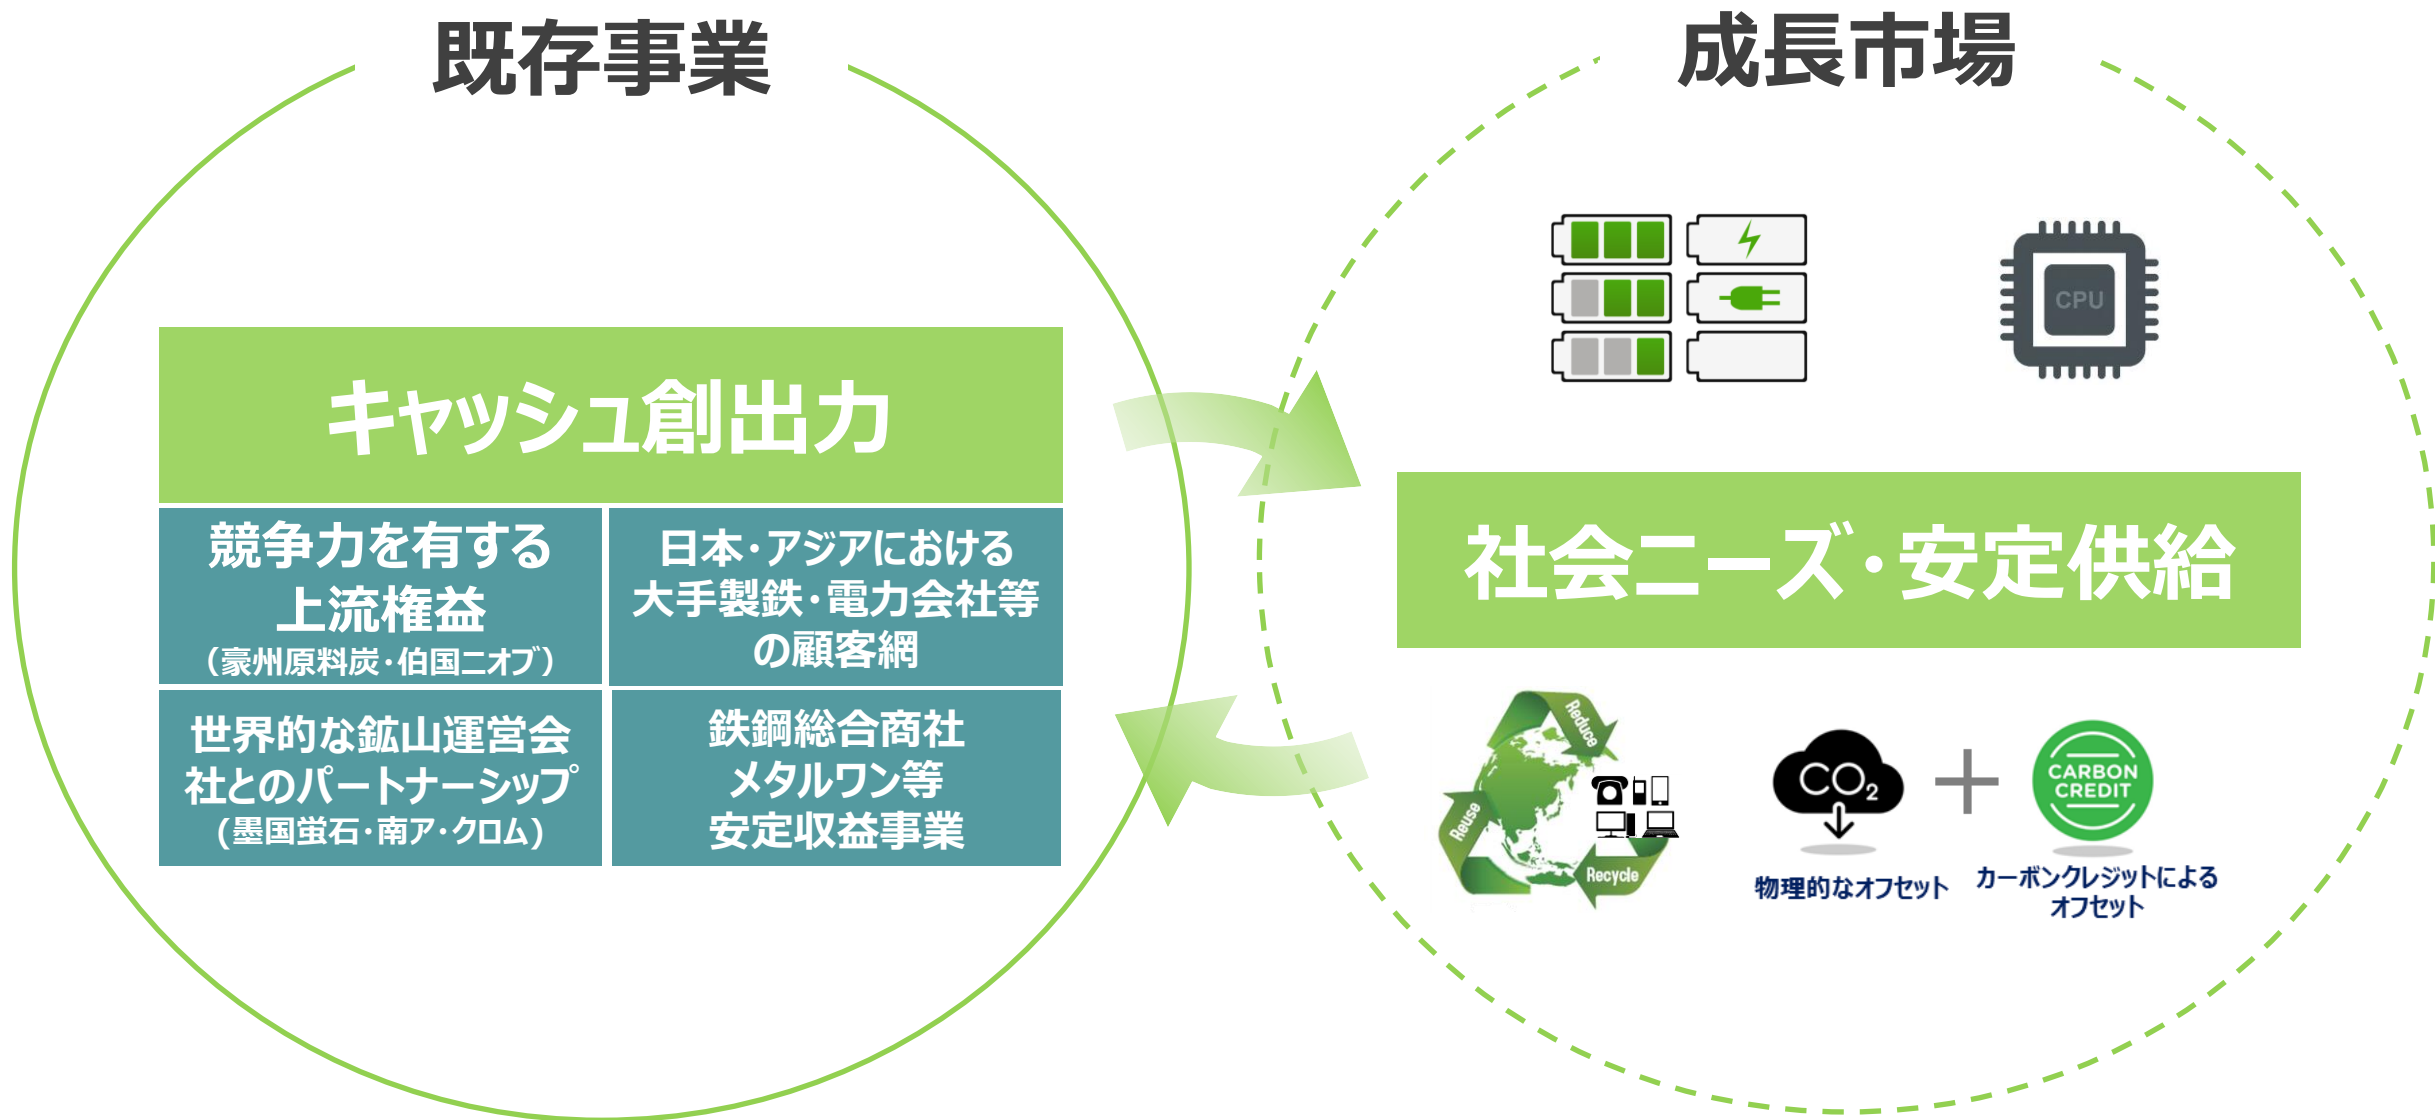 既存事業
キャッシュ創出力
競争力を有する
上流権益
（豪州原料炭・伯国ニオブ）
日本・アジアにおける
大手製鉄・電力会社等
の顧客網
世界的な鉱山運営会
社とのパートナーシップ
(墨国蛍石・南ア・クロム)
鉄鋼総合商社
メタルワン等
安定収益事業
成長市場
CPU
社会ニーズ・安定供給
Reduce
Reuse
Recycle
CO2
物理的なオフセット
CARBON
CREDIT
カーボンクレジットによる
オフセット